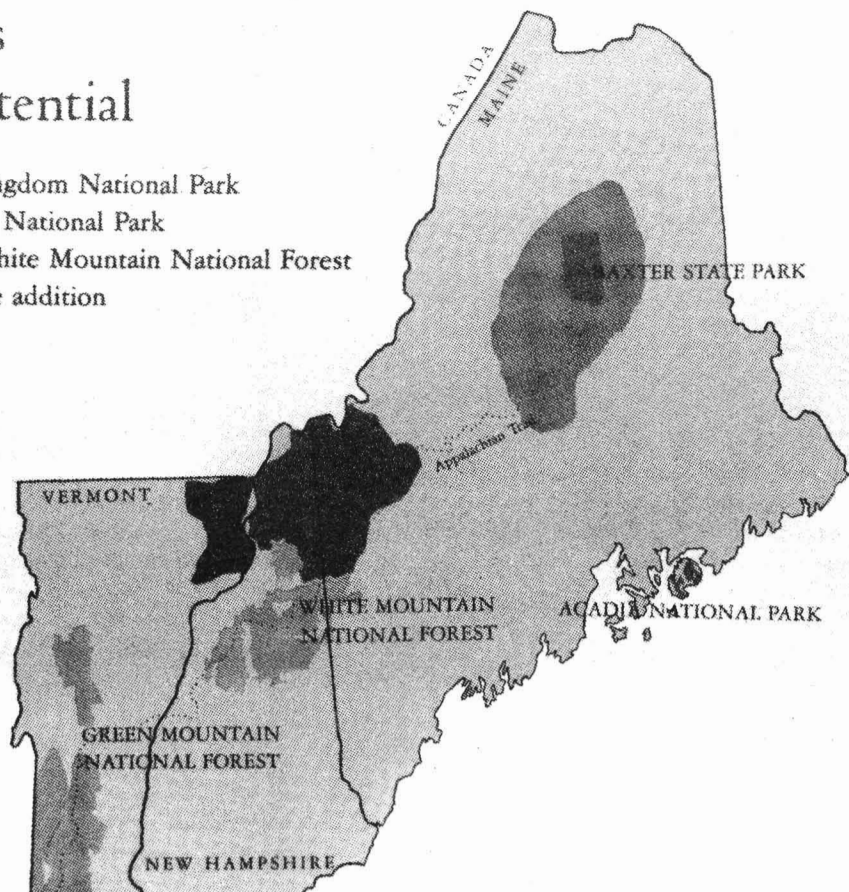 s
tential
gdom National Park
National Park
hite Mountain National Forest
e addition
CANADA
MAINE
BAXTER STATE PARK
Appalachian Trail
VERMONT
WHITE MOUNTAIN
NATIONAL FOREST
ACADIA NATIONAL PARK
GREEN MOUNTAIN
NATIONAL FOREST
NEW HAMPSHIRE